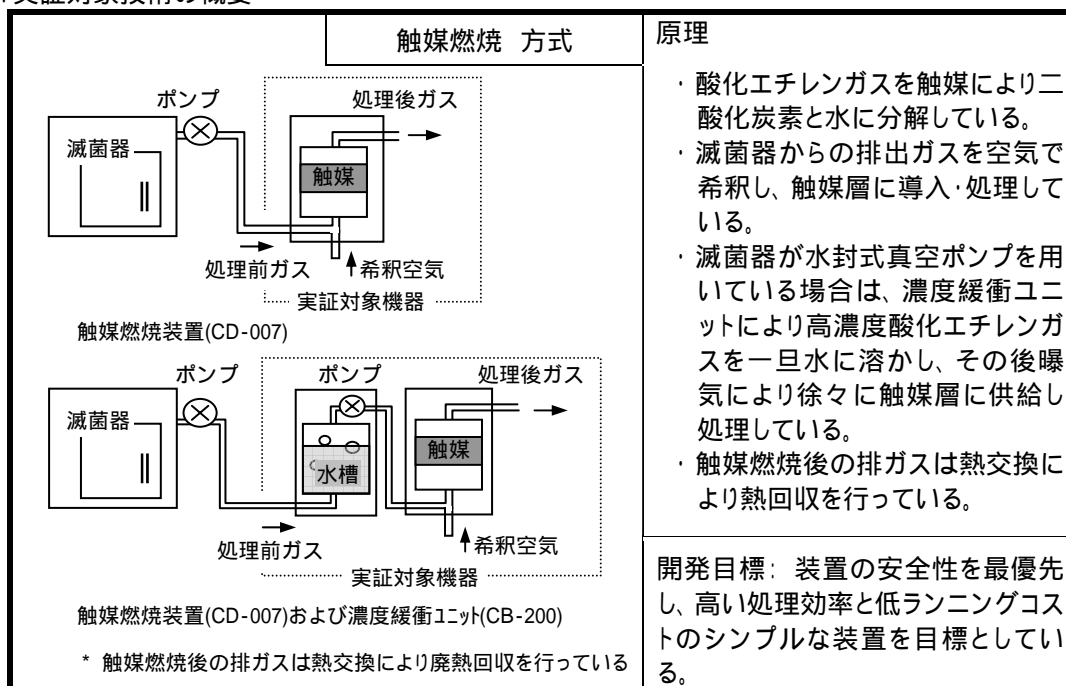 触媒燃焼 方式
ポンプ
処理後ガス
滅菌器
触媒
処理前ガス
希釈空気
実証対象機器
触媒燃焼装置(CD-007)
ポンプ
ポンプ
処理後ガス
滅菌器
触媒
水槽
処理前ガス
希釈空気
実証対象機器
触媒燃焼装置(CD-007)および濃度緩衝ユニット(CB-200)
* 触媒燃焼後の排ガスは熱交換により廃熱回収を行っている
原理
・酸化エチレンガスを触媒により二
酸化炭素と水に分解している。
・滅菌器からの排出ガスを空気で
希釈し、触媒層に導入・処理して
いる。
・滅菌器が水封式真空ポンプを用
いている場合は、濃度緩衝ユニ
ットにより高濃度酸化エチレンガ
スを一旦水に溶かし、その後曝
気により徐々に触媒層に供給し
処理している。
・触媒燃焼後の排ガスは熱交換に
より熱回収を行っている。
開発目標: 装置の安全性を最優先
し、高い処理効率と低ランニングコス
トのシンプルな装置を目標としてい
る。